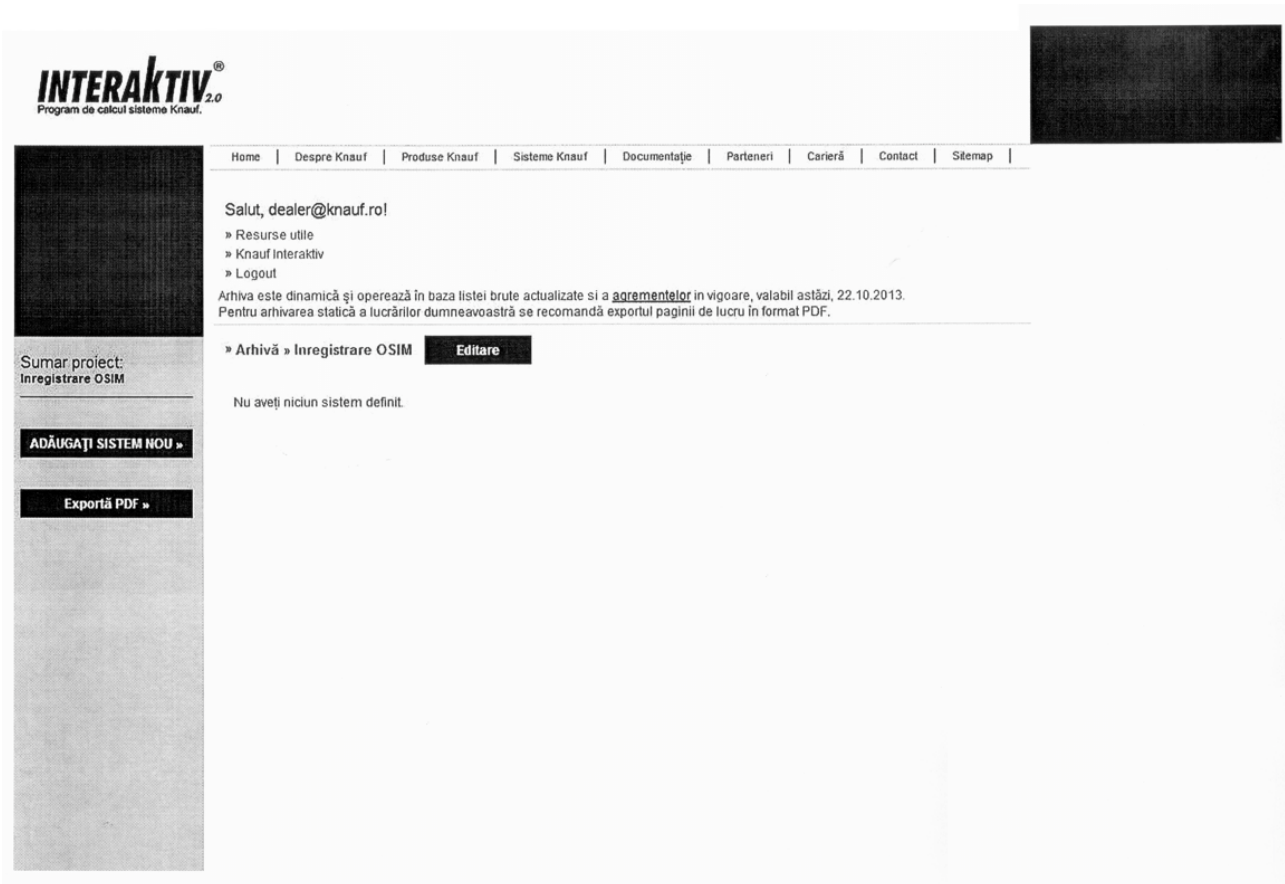 INTERAKTIV® 2.0
Program de calcul sisteme Knauf.
Home | Despre Knauf | Produse Knauf | Sisteme Knauf | Documentație | Parteneri | Carieră | Contact | Sitemap |
Salut, dealer@knauf.ro!
» Resurse utile
» Knauf Interaktiv
» Logout
Arhiva este dinamică și operează în baza listei brute actualizate si a agrementelor in vigoare, valabil astăzi, 22.10.2013.
Pentru arhivarea statică a lucrărilor dumneavoastră se recomandă exportul paginii de lucru în format PDF.
» Arhivă » Inregistrare OSIM Editare
Nu aveți niciun sistem definit.
Sumar proiect:
Inregistrare OSIM
ADĂUGAȚI SISTEM NOU »
Exportă PDF »